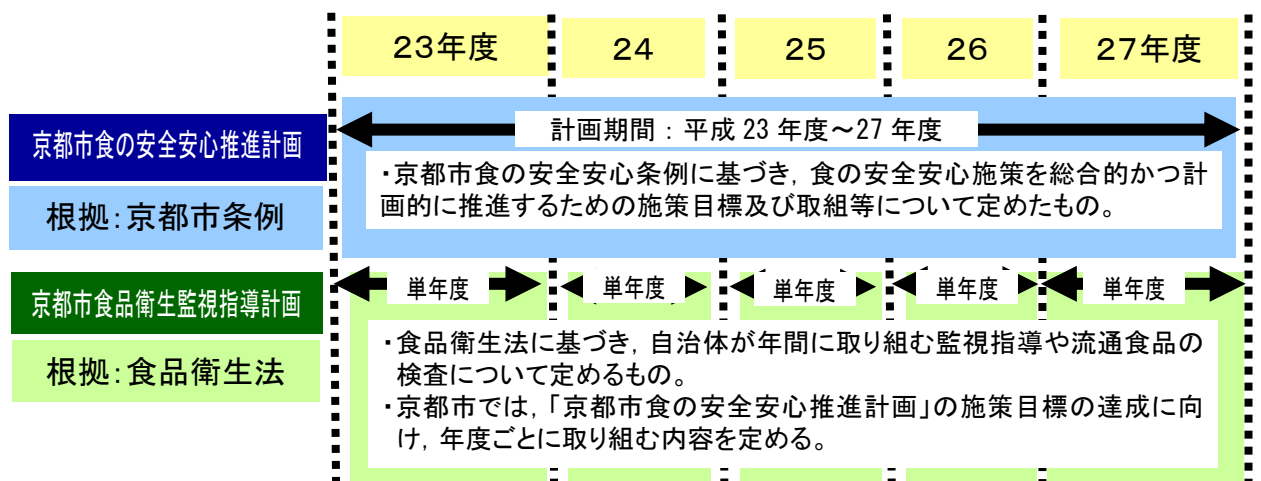 23年度 24 25 26 27年度
京都市食の安全安心推進計画
根拠:京都市条例
計画期間:平成23年度～27年度
・京都市食の安全安心条例に基づき,食の安全安心施策を総合的かつ計
画的に推進するための施策目標及び取組等について定めたもの。
京都市食品衛生監視指導計画
根拠:食品衛生法
単年度 単年度 単年度 単年度 単年度
・食品衛生法に基づき,自治体が年間に取り組む監視指導や流通食品の
検査について定めるもの。
・京都市では,「京都市食の安全安心推進計画」の施策目標の達成に向
け,年度ごとに取り組む内容を定める。